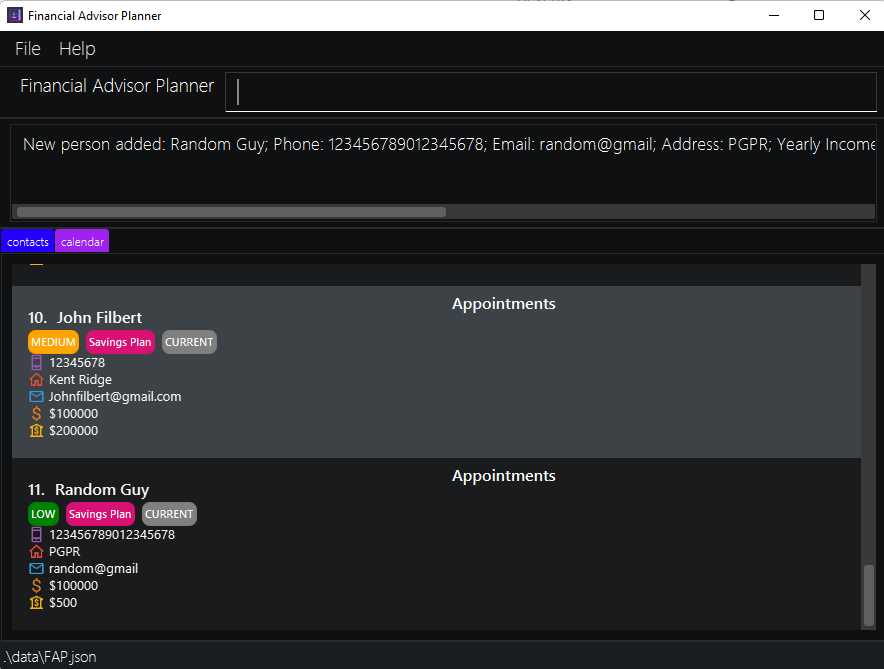 Financial Advisor Planner
File Help
Financial Advisor Planner
New person added: Random Guy; Phone: 123456789012345678; Email: random@gmail; Address: PGPR; Yearly Income
contacts calendar
Appointments
10. John Filbert
MEDIUM Savings Plan CURRENT
12345678
Kent Ridge
Johnfilbert@gmail.com
$100000
$200000
Appointments
11. Random Guy
LOW Savings Plan CURRENT
123456789012345678
PGPR
random@gmail
$100000
$500
.\data\FAP.json